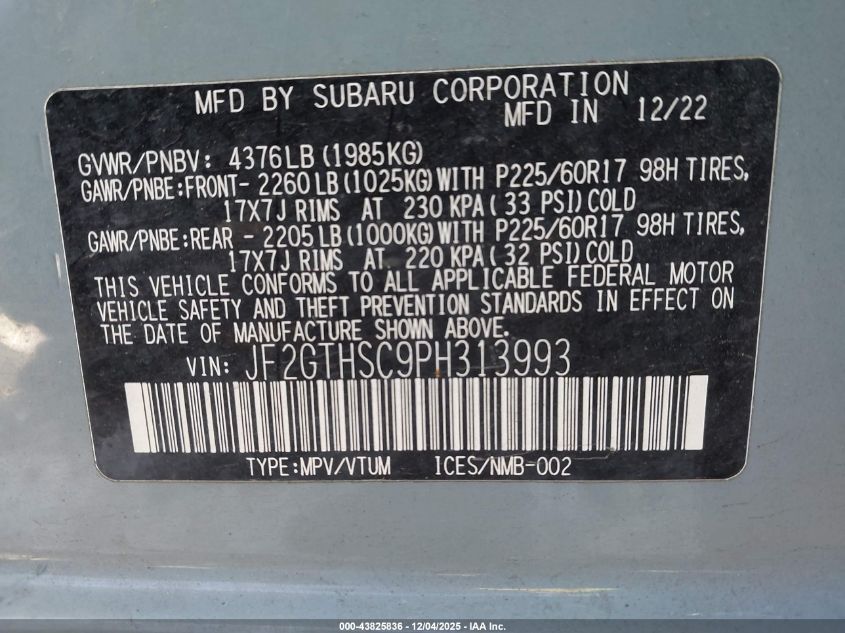 MFD BY SUBARU CORPORATION
MFD IN 12/22
GVWR/PNBV: 4376LB(1985KG)
GAWR/PNBE:FRONT- 2260LB(1025KG)WITH P225/60R17 98H TIRES,
17X7J RIMS AT 230 KPA( 33 PSI)COLD
GAWR/PNBE:REAR - 2205LB(1000KG)WITH P225/60R17 98H TIRES,
17X7J RIMS AT 220 KPA( 32 PSI)COLD
THIS VEHICLE CONFORMS TO ALL APPLICABLE FEDERAL MOTOR
VEHICLE SAFETY AND THEFT PREVENTION STANDARDS IN EFFECT ON
THE DATE OF MANUFACTURE SHOWN ABOVE.
VIN: JF2GTHSC9PH313993
TYPE:MPV/VTUM ICES/NMB-002
000-43825836 - 12/04/2025 - IAA Inc.